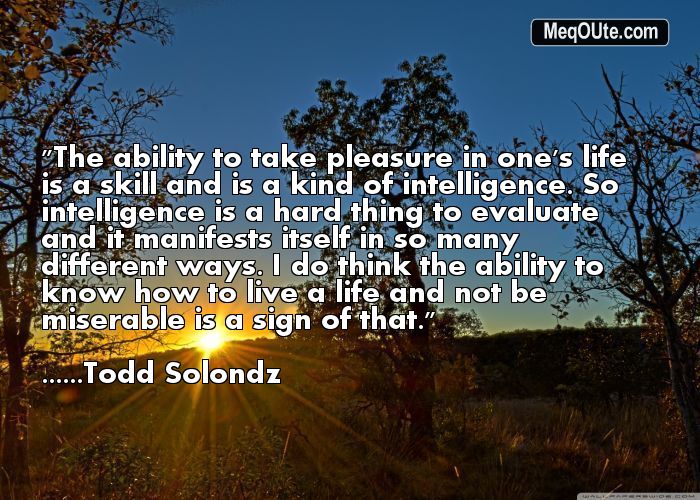 MeqOUte.com
"The ability to take pleasure in one's life
is a skill and is a kind of intelligence. So
intelligence is a hard thing to evaluate
and it manifests itself in so many
different ways. I do think the ability to
know how to live a life and not be
miserable is a sign of that."
......Todd Solondz
WALLPAPERSWIDE.COM